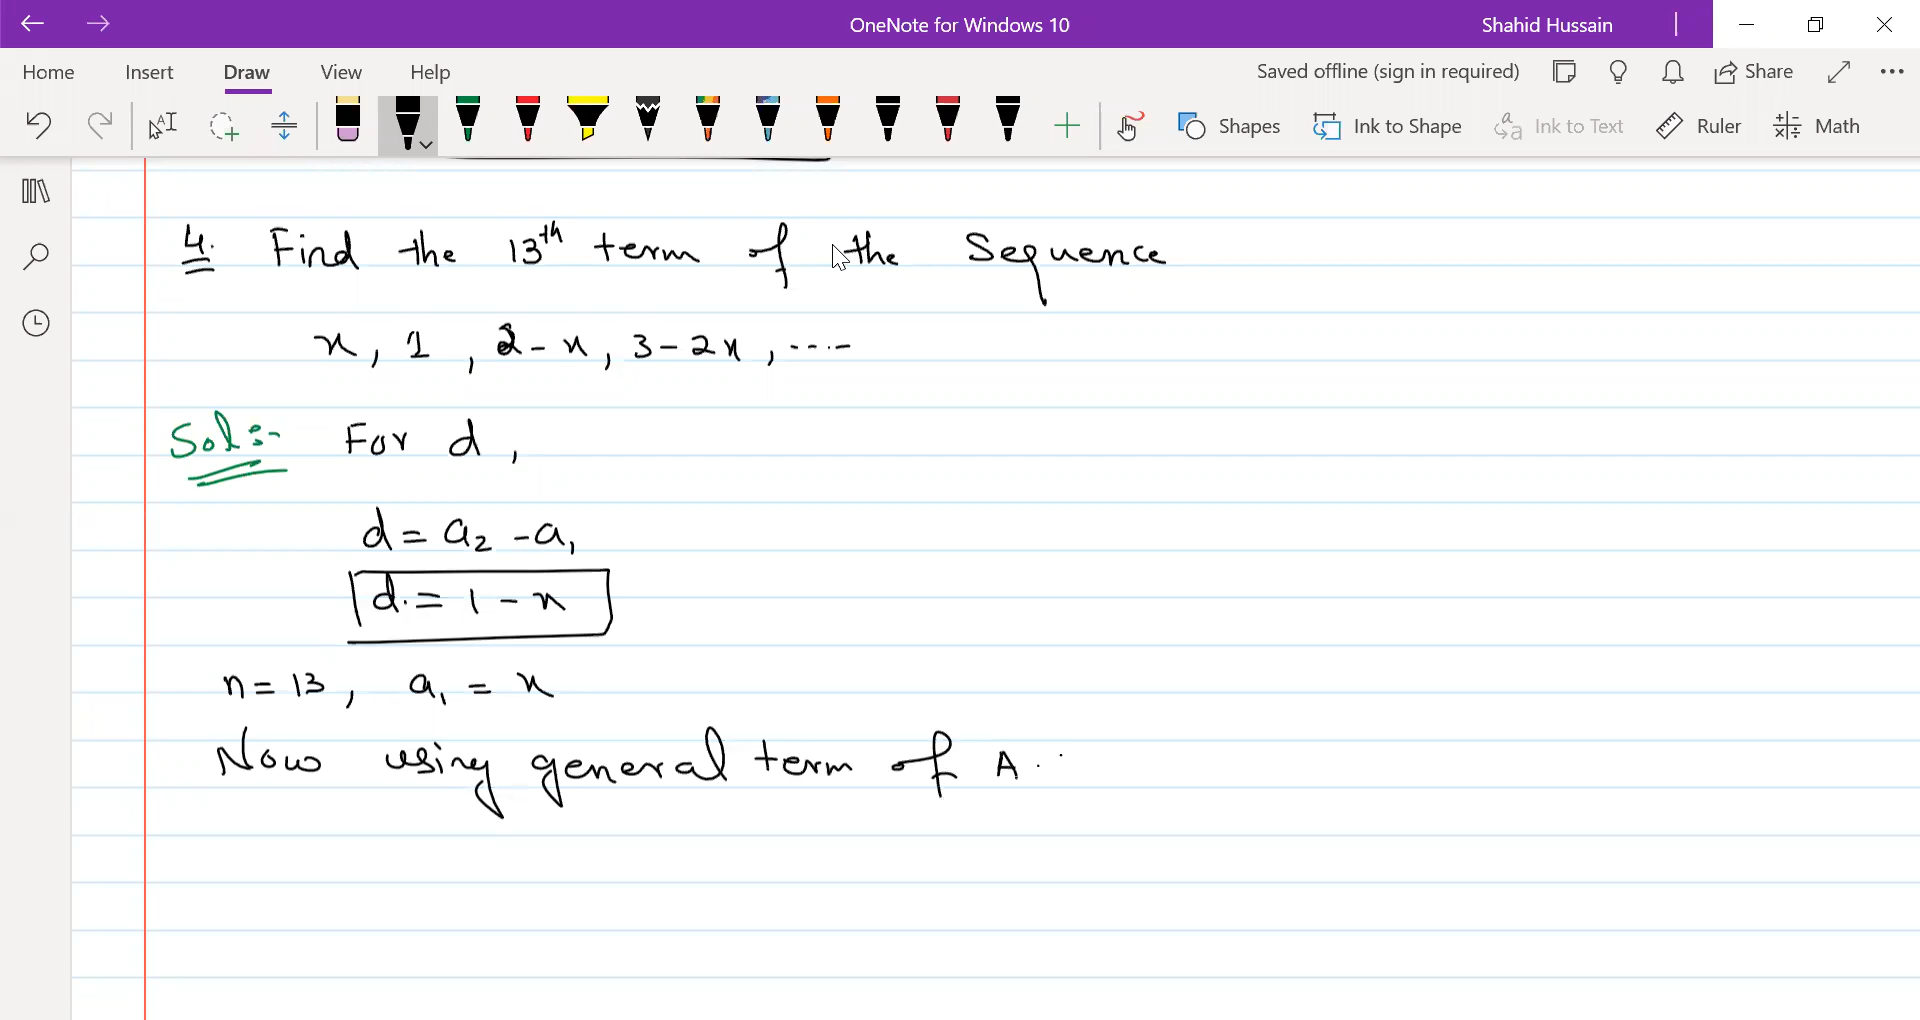 OneNote for Windows 10
Shahid Hussain
Home Insert Draw View Help
Saved offline (sign in required)
Share
Shapes
Ink to Shape
Ink to Text
Ruler
Math
4. Find the 13th term of the Sequence
x, 1, 2-x, 3-2x, ....
Sol:- For d,
d = a₂ - a₁
d. = 1 - x
n = 13, a₁ = x
Now using general term of A.